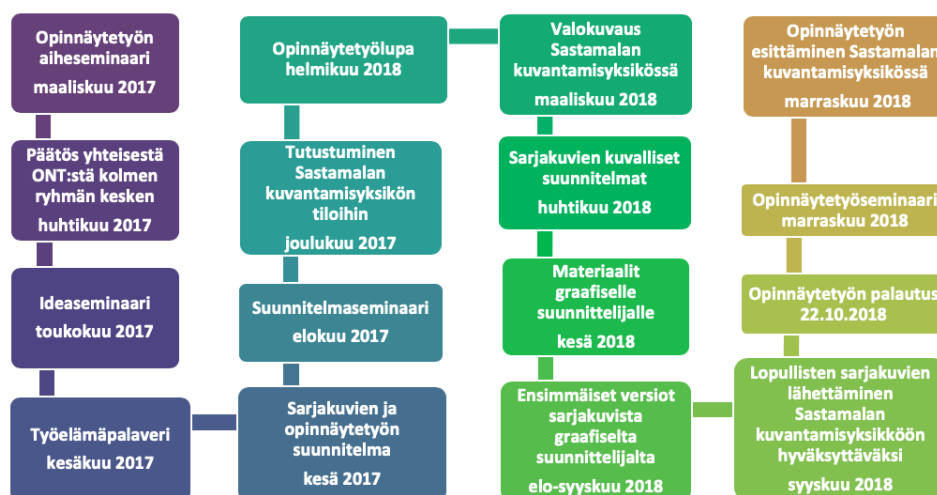 Opinnäytetyön
aiheseminaari
maaliskuu 2017
Päätös yhteisestä
ONT:stä kolmen
ryhmän kesken
huhtikuu 2017
Ideaseminaari
toukokuu 2017
Työelämäpalaveri
kesäkuu 2017
Sarjakuvien ja
opinnäytetyön
suunnitelma
kesä 2017
Suunnitelmaseminaari
elokuu 2017
Tutustuminen
Sastamalan
kuvantamisyksikön
tiloihin
joulukuu 2017
Opinnäytetyölupa
helmikuu 2018
Valokuvaus
Sastamalan
kuvantamisyksikössä
maaliskuu 2018
Sarjakuvien kuvalliset
suunnitelmat
huhtikuu 2018
Materiaalit
graafiselle
suunnittelijalle
kesä 2018
Ensimmäiset versiot
sarjakuvista
graafiselta
suunnittelijalta
elo-syyskuu 2018
Lopullisten sarjakuvien
lähettäminen
Sastamalan
kuvantamisyksikköön
hyväksyttäväksi
syyskuu 2018
Opinnäytetyön palautus
22.10.2018
Opinnäytetyöseminaari
marraskuu 2018
Opinnäytetyön
esittäminen Sastamalan
kuvantamisyksikössä
marraskuu 2018